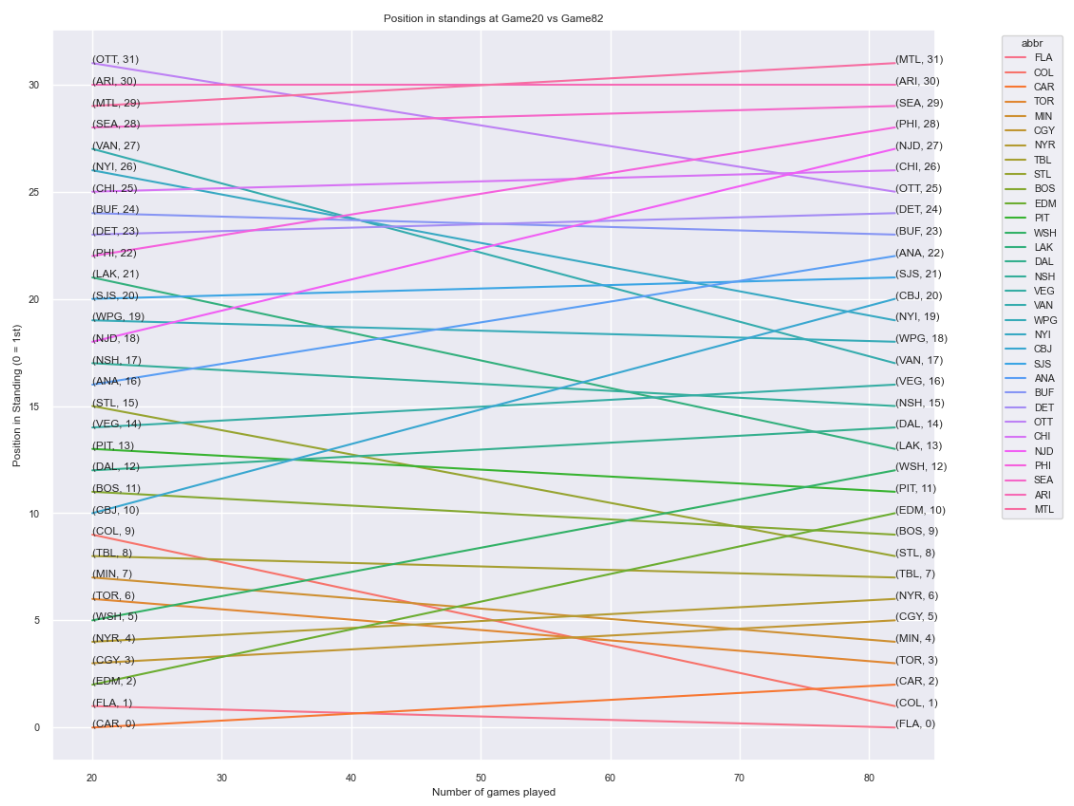 Position in standings at Game20 vs Game82
Position in Standing (0 = 1st)
30
25
20
15
10
5
0
(OTT, 31)
(ARI, 30)
(MTL, 29)
(SEA, 28)
(VAN, 27)
(NYI, 26)
(CHI, 25)
(BUF, 24)
(DET, 23)
(PHI, 22)
(LAK, 21)
(SJS, 20)
(WPG, 19)
(NJD, 18)
(NSH, 17)
(ANA, 16)
(STL, 15)
(VEG, 14)
(PIT, 13)
(DAL, 12)
(BOS, 11)
(CBJ, 10)
(COL, 9)
(TBL, 8)
(MIN, 7)
(TOR, 6)
(WSH, 5)
(NYR, 4)
(CGY, 3)
(EDM, 2)
(FLA, 1)
(CAR, 0)
(MTL, 31)
(ARI, 30)
(SEA, 29)
(PHI, 28)
(NJD, 27)
(CHI, 26)
(OTT, 25)
(DET, 24)
(BUF, 23)
(ANA, 22)
(SJS, 21)
(CBJ, 20)
(NYI, 19)
(WPG, 18)
(VAN, 17)
(VEG, 16)
(NSH, 15)
(DAL, 14)
(LAK, 13)
(WSH, 12)
(PIT, 11)
(EDM, 10)
(BOS, 9)
(STL, 8)
(TBL, 7)
(NYR, 6)
(CGY, 5)
(MIN, 4)
(TOR, 3)
(CAR, 2)
(COL, 1)
(FLA, 0)
20 30 40 50 60 70 80
Number of games played
abbr
FLA
COL
CAR
TOR
MIN
CGY
NYR
TBL
STL
BOS
EDM
PIT
WSH
LAK
DAL
NSH
VEG
VAN
WPG
NYI
CBJ
SJS
ANA
BUF
DET
OTT
CHI
NJD
PHI
SEA
ARI
MTL